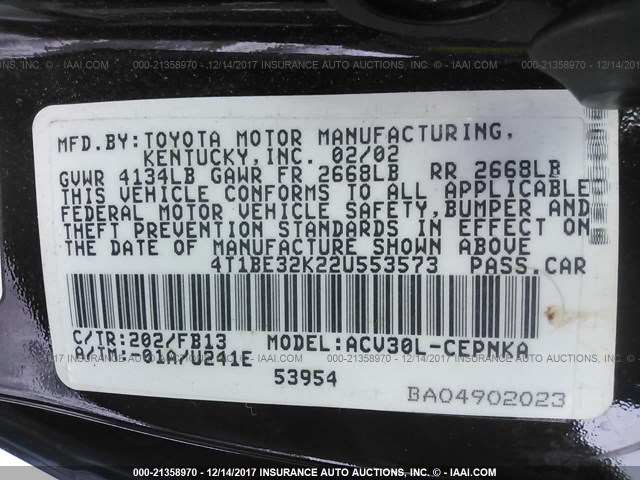 000-21358970 - 12/14/2017 INSURANCE AUTO AUCTIONS, INC. - IAAI.COM
MFD.BY:TOYOTA MOTOR MANUFACTURING,
KENTUCKY,INC. 02/02
GVWR 4134LB GAWR FR 2668LB RR 2668LB
THIS VEHICLE CONFORMS TO ALL APPLICABLE
FEDERAL MOTOR VEHICLE SAFETY,BUMPER AND
THEFT PREVENTION STANDARDS IN EFFECT ON
THE DATE OF MANUFACTURE SHOWN ABOVE
4T1BE32K22U553573 PASS.CAR
C/TR:202/FB13 MODEL:ACV30L-CEPNKA
A/TM:-01A/U241E
53954
BA04902023
000-21358970 - 12/14/2017 INSURANCE AUTO AUCTIONS, INC. - IAAI.COM